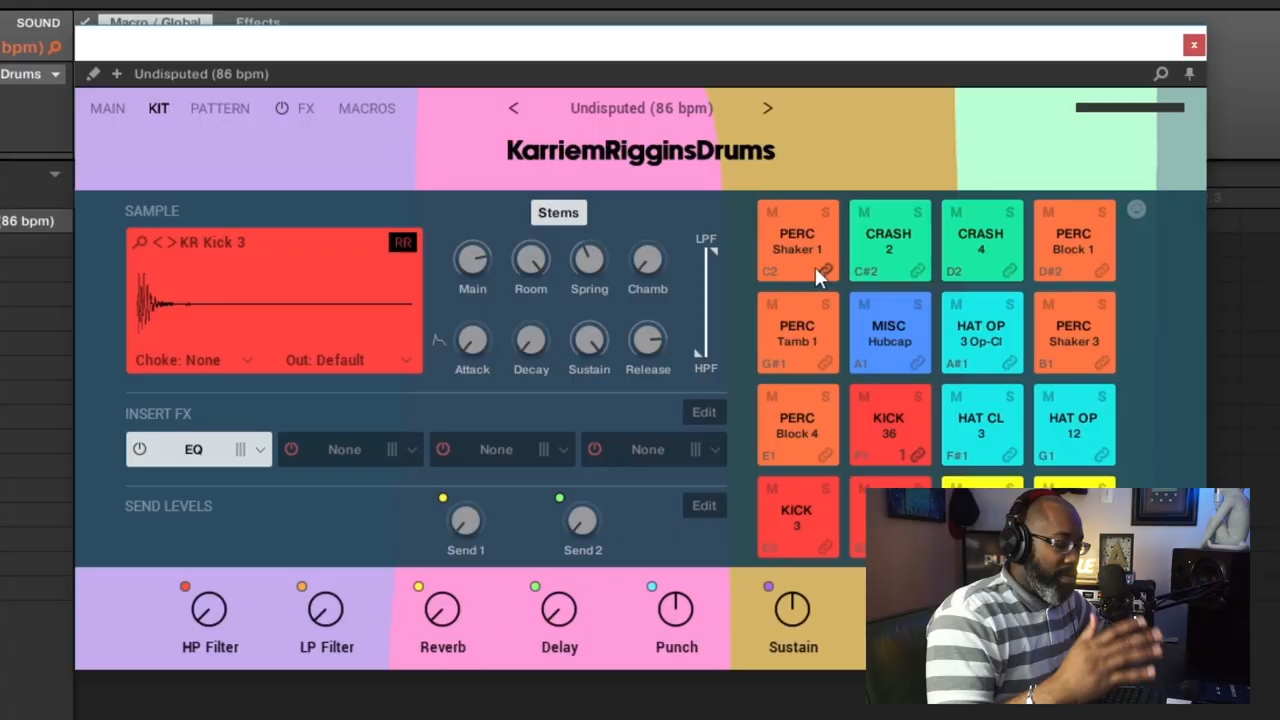 SOUND
Macro / Global
Effects
bpm)
x
Drums
Undisputed (86 bpm)
MAIN
KIT
PATTERN
FX
MACROS
< Undisputed (86 bpm) >
KarriemRigginsDrums
86 bpm)
SAMPLE
Stems
KR Kick 3
RR
Choke: None
Out: Default
Main
Room
Spring
Chamb
LPF
Attack
Decay
Sustain
Release
HPF
INSERT FX
Edit
EQ
None
None
None
SEND LEVELS
Edit
Send 1
Send 2
M S
PERC
Shaker 1
C2
M S
CRASH
2
C#2
M S
CRASH
4
D2
M S
PERC
Block 1
D#2
M S
PERC
Tamb 1
G#1
M S
MISC
Hubcap
A1
M S
HAT OP
3 Op-Cl
A#1
M S
PERC
Shaker 3
B1
M S
PERC
Block 4
E1
M S
KICK
36
1
M S
HAT CL
3
F#1
M S
HAT OP
12
G1
M S
KICK
3
HP Filter
LP Filter
Reverb
Delay
Punch
Sustain